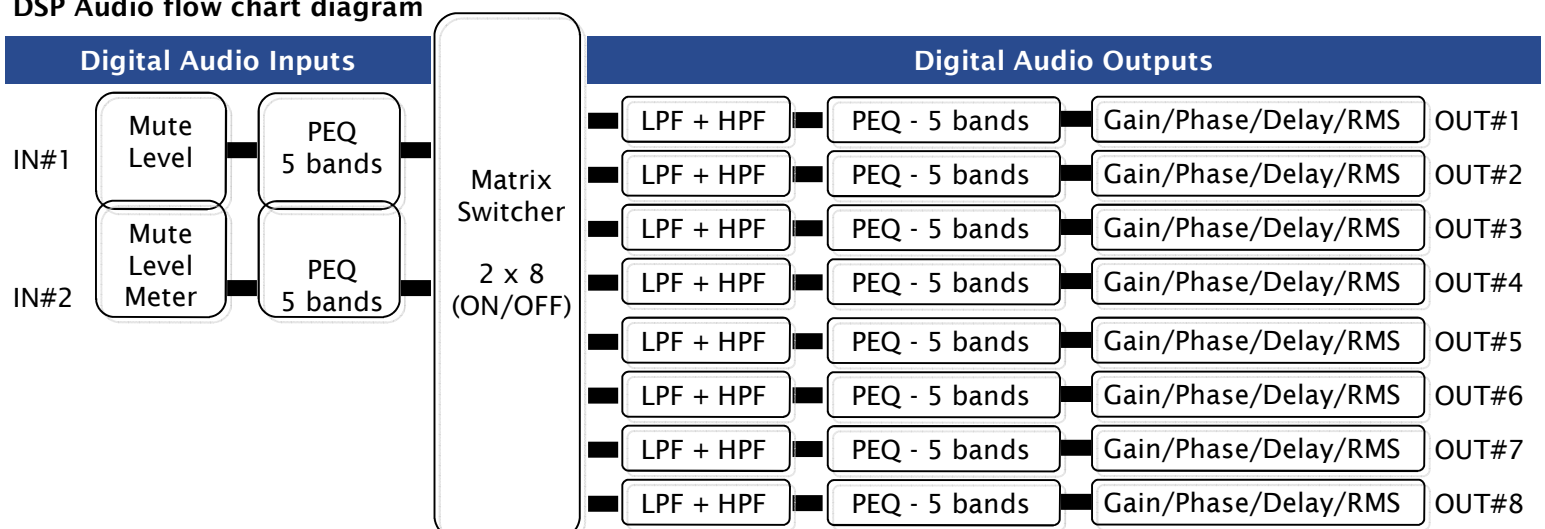 DSP Audio flow chart diagram
Digital Audio Inputs
Digital Audio Outputs
IN#1
Mute
Level
PEQ
5 bands
IN#2
Mute
Level
Meter
PEQ
5 bands
Matrix
Switcher
2 x 8
(ON/OFF)
LPF + HPF PEQ - 5 bands Gain/Phase/Delay/RMS OUT#1
LPF + HPF PEQ - 5 bands Gain/Phase/Delay/RMS OUT#2
LPF + HPF PEQ - 5 bands Gain/Phase/Delay/RMS OUT#3
LPF + HPF PEQ - 5 bands Gain/Phase/Delay/RMS OUT#4
LPF + HPF PEQ - 5 bands Gain/Phase/Delay/RMS OUT#5
LPF + HPF PEQ - 5 bands Gain/Phase/Delay/RMS OUT#6
LPF + HPF PEQ - 5 bands Gain/Phase/Delay/RMS OUT#7
LPF + HPF PEQ - 5 bands Gain/Phase/Delay/RMS OUT#8